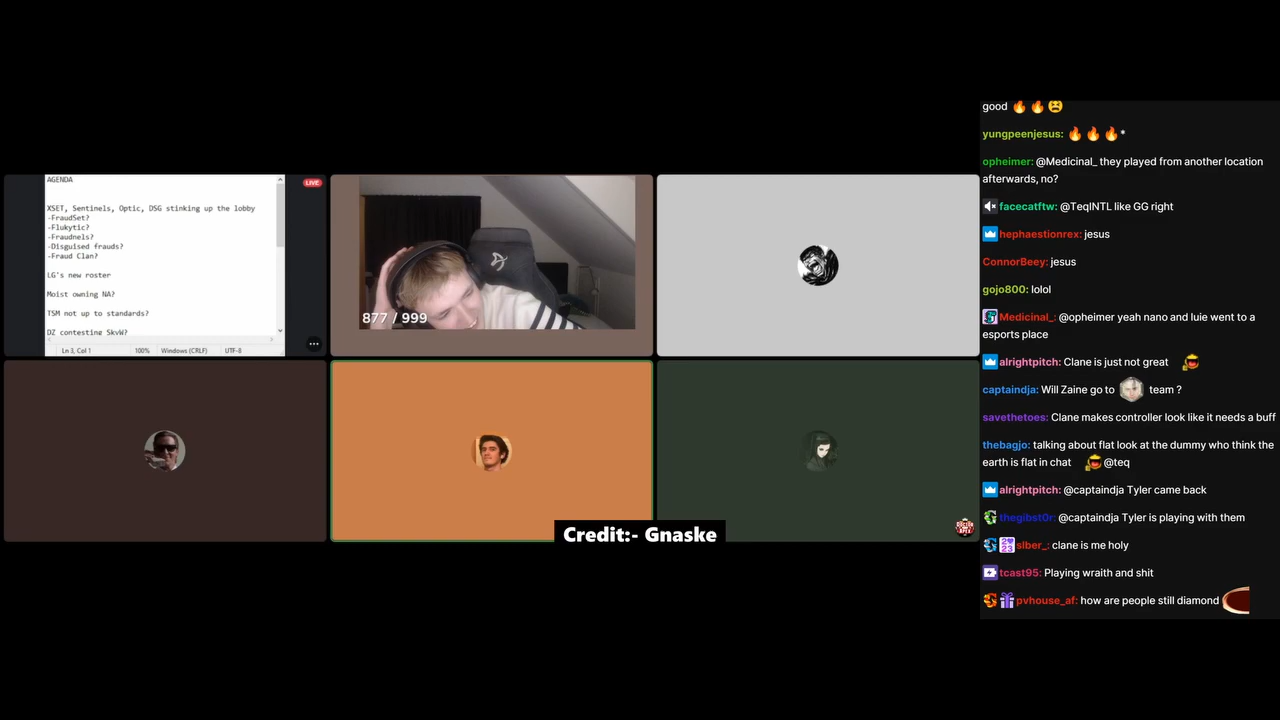 AGENDA
XSET, Sentinels, Optic, DSG stinking up the lobby
-FraudSet?
-Flukytic?
-Fraudnels?
-Disguised frauds?
-Fraud Clan?
LG's new roster
Moist owning NA?
TSM not up to standards?
DZ contesting SkvW?
Ln 3, Col 1 100% Windows (CRLF) UTF-8
LIVE
877 / 999
Credit:- Gnaske
good
yungpeenjesus: *
opheimer: @Medicinal_ they played from another location
afterwards, no?
facecatftw: @TeqINTL like GG right
hephaestionrex: jesus
ConnorBeey: jesus
gojo800: lolol
Medicinal_: @opheimer yeah nano and luie went to a
esports place
alrightpitch: Clane is just not great
captaindja: Will Zaine go to team ?
savethetoes: Clane makes controller look like it needs a buff
thebagjo: talking about flat look at the dummy who think the
earth is flat in chat @teq
alrightpitch: @captaindja Tyler came back
thegibst0r: @captaindja Tyler is playing with them
slber_: clane is me holy
tcast95: Playing wraith and shit
pvhouse_af: how are people still diamond